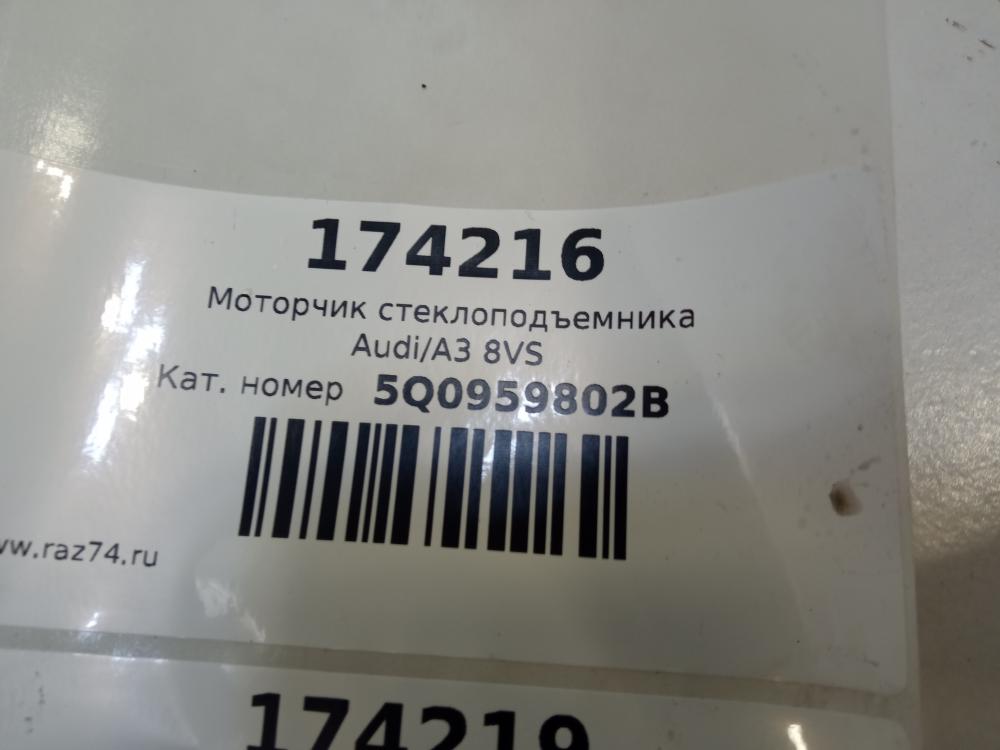 174216
Моторчик стеклоподъемника
Audi/A3 8VS
Кат. номер 5Q0959802B
ww.raz74.ru
174219